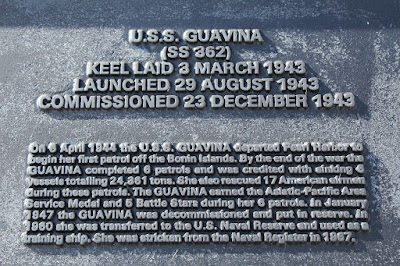 U.S.S. GUAVINA
(SS 362)
KEEL LAID 3 MARCH 1943
LAUNCHED, 29 AUGUST 1943
COMMISSIONED 23 DECEMBER 1943
On 6 April 1944 the U.S.S. GUAVINA departed Pearl Harbor to
begin her first patrol off the Bonin Islands. By the end of the war the
GUAVINA completed 6 patrols and was credited with sinking 6
vessels totalling 24,361 tons. She also rescued 17 American airmen
during these patrols. The GUAVINA earned the Asiatic-Pacific Area
Service Medal and 5 Battle Stars during her 6 patrols. In January
1947 the GUAVINA was decommissioned and put in reserve. In
1960 she was transferred to the U.S. Naval Reserve and used as a
training ship. She was stricken from the Naval Register in 1967.